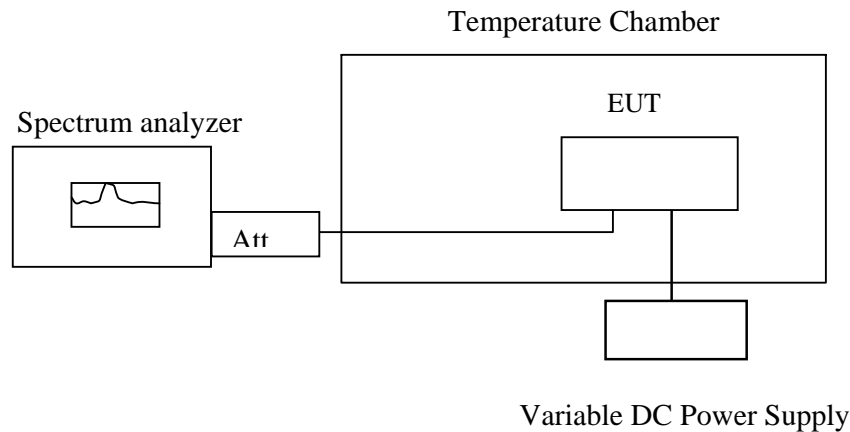 Temperature Chamber
EUT
Spectrum analyzer
Att
Variable DC Power Supply